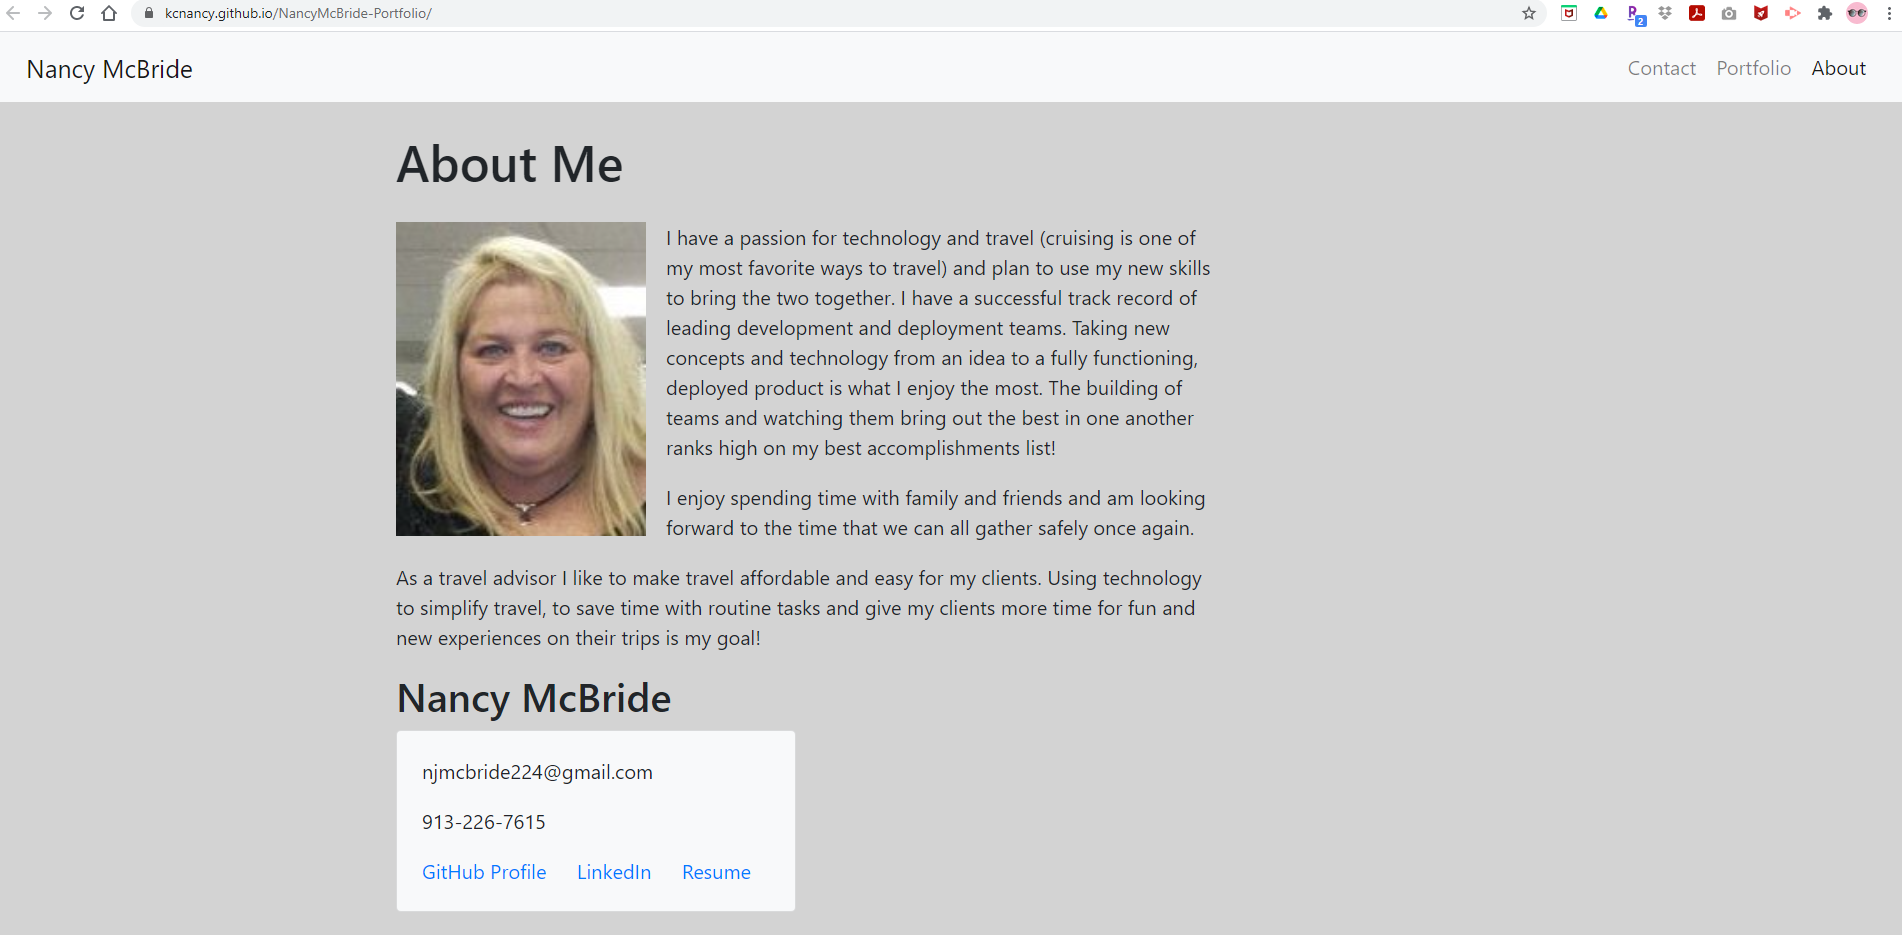 kcnancy.github.io/NancyMcBride-Portfolio/
2
Nancy McBride
Contact Portfolio About
About Me
I have a passion for technology and travel (cruising is one of
my most favorite ways to travel) and plan to use my new skills
to bring the two together. I have a successful track record of
leading development and deployment teams. Taking new
concepts and technology from an idea to a fully functioning,
deployed product is what I enjoy the most. The building of
teams and watching them bring out the best in one another
ranks high on my best accomplishments list!
I enjoy spending time with family and friends and am looking
forward to the time that we can all gather safely once again.
As a travel advisor I like to make travel affordable and easy for my clients. Using technology
to simplify travel, to save time with routine tasks and give my clients more time for fun and
new experiences on their trips is my goal!
Nancy McBride
njmcbride224@gmail.com
913-226-7615
GitHub Profile LinkedIn Resume